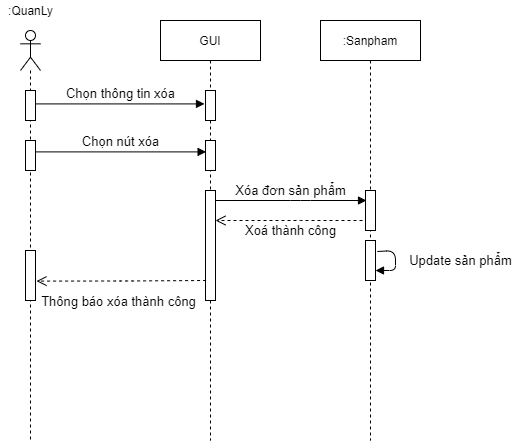 :QuanLy
GUI
:Sanpham
Chọn thông tin xóa
Chọn nút xóa
Xóa đơn sản phẩm
Xoá thành công
Update sản phẩm
Thông báo xóa thành công